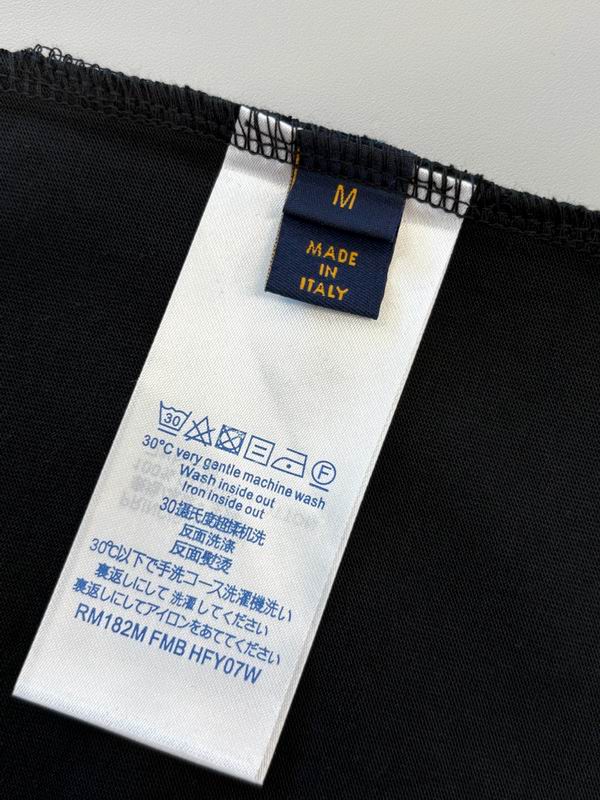 M
MADE
IN
ITALY
30
F
30°C very gentle machine wash
Wash inside out
Iron inside out
30摄氏度超揉机洗
反面洗涤
反面熨烫
30℃以下で手洗コース洗濯機洗い
裏返しにして洗濯してください
裏返しにしてアイロンをあててください
RM182M FMB HFY07W